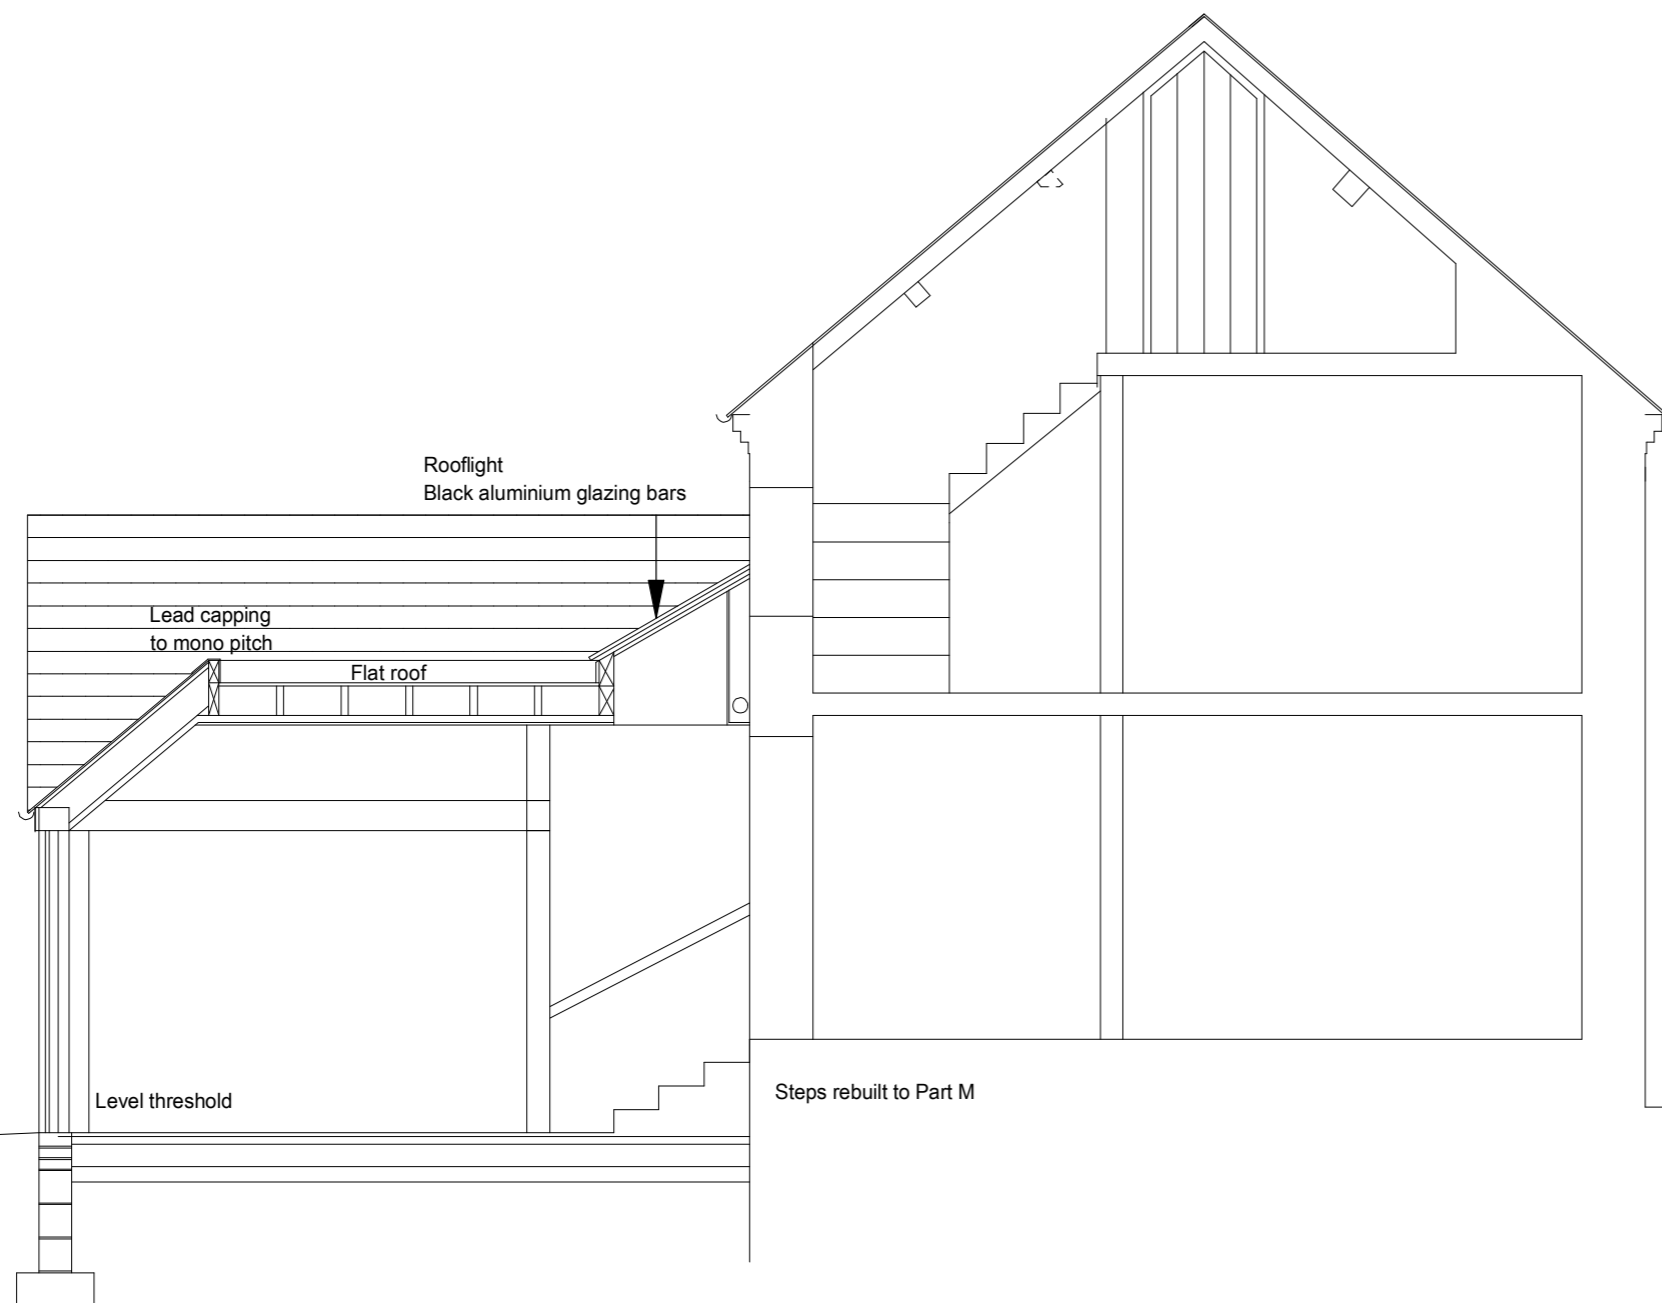 Rooflight
Black aluminium glazing bars
Lead capping
to mono pitch
Flat roof
Level threshold
Steps rebuilt to Part M